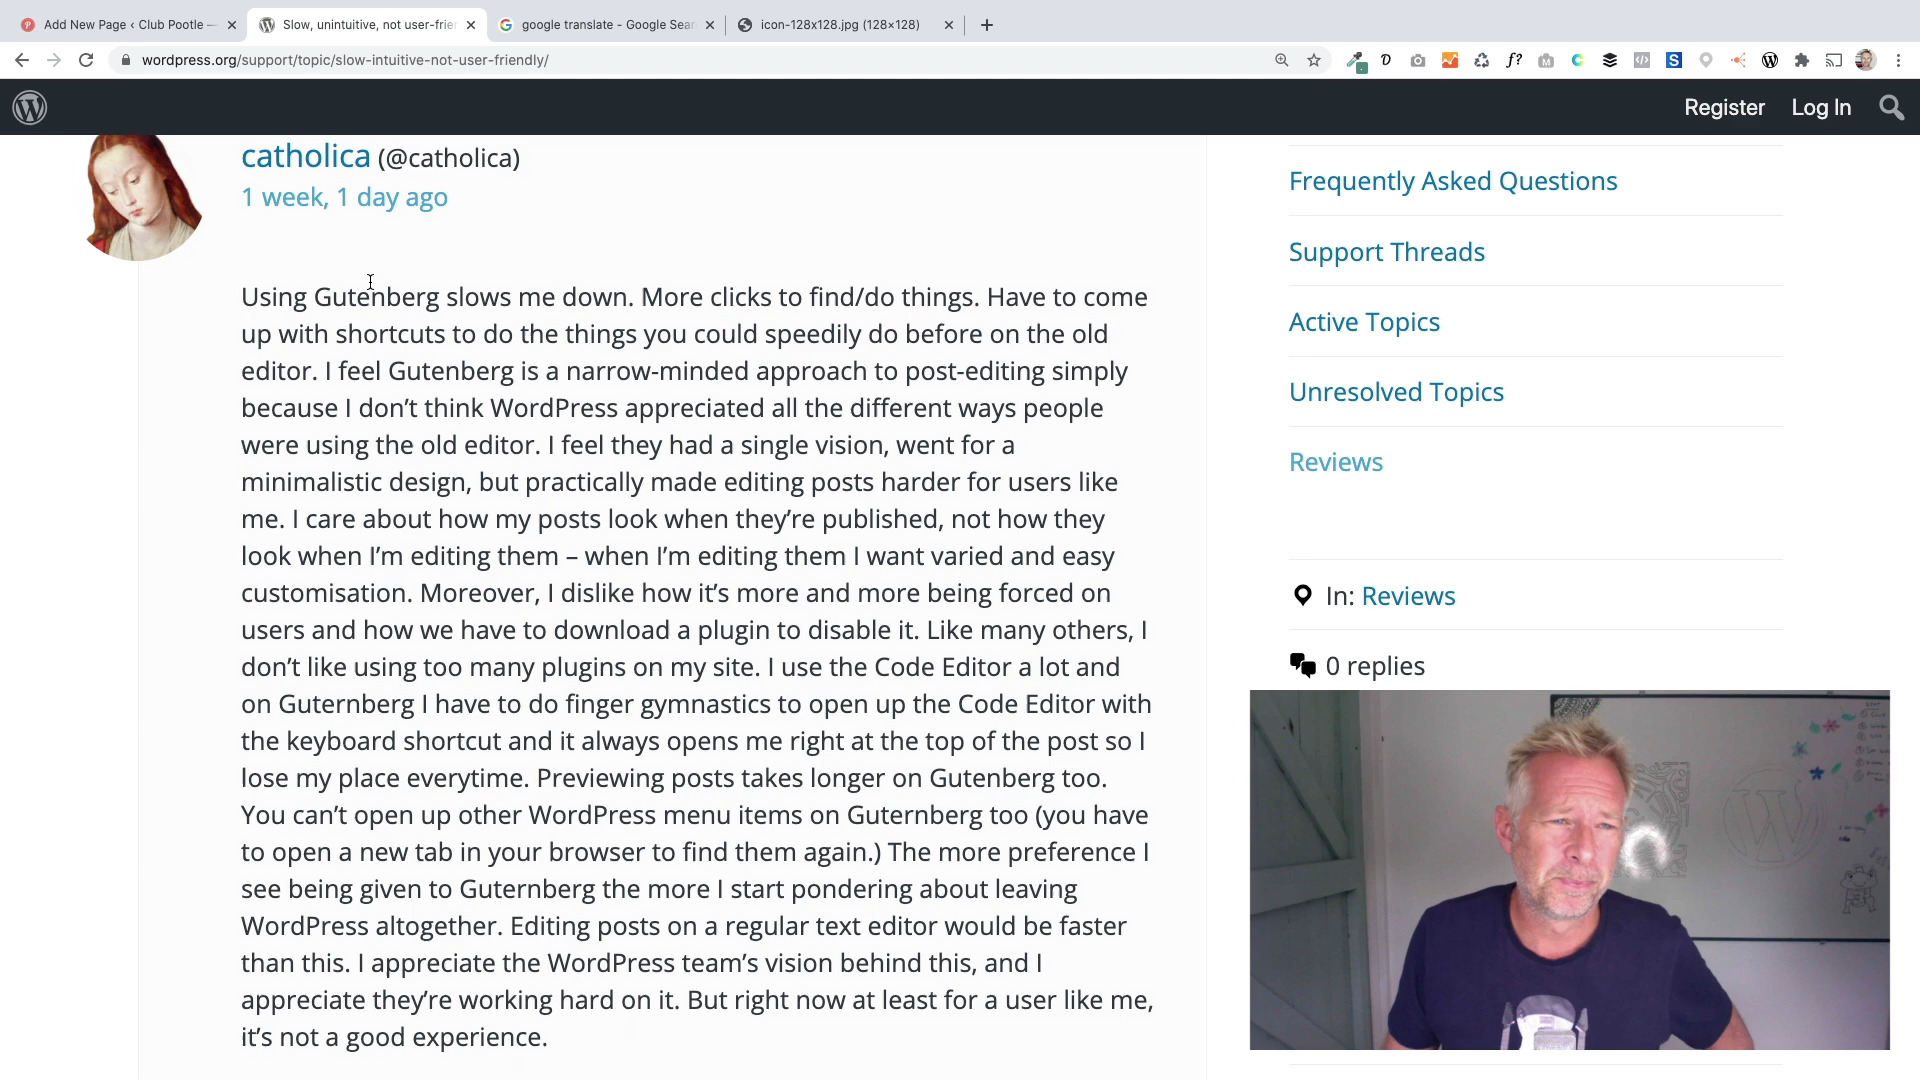 Add New Page ‹ Club Pootle —
Slow, unintuitive, not user-frien
google translate - Google Sear
icon-128x128.jpg (128×128)
wordpress.org/support/topic/slow-intuitive-not-user-friendly/
Register
Log In
catholica (@catholica)
1 week, 1 day ago
Using Gutenberg slows me down. More clicks to find/do things. Have to come
up with shortcuts to do the things you could speedily do before on the old
editor. I feel Gutenberg is a narrow-minded approach to post-editing simply
because I don’t think WordPress appreciated all the different ways people
were using the old editor. I feel they had a single vision, went for a
minimalistic design, but practically made editing posts harder for users like
me. I care about how my posts look when they’re published, not how they
look when I’m editing them – when I’m editing them I want varied and easy
customisation. Moreover, I dislike how it’s more and more being forced on
users and how we have to download a plugin to disable it. Like many others, I
don’t like using too many plugins on my site. I use the Code Editor a lot and
on Guternberg I have to do finger gymnastics to open up the Code Editor with
the keyboard shortcut and it always opens me right at the top of the post so I
lose my place everytime. Previewing posts takes longer on Gutenberg too.
You can’t open up other WordPress menu items on Guternberg too (you have
to open a new tab in your browser to find them again.) The more preference I
see being given to Guternberg the more I start pondering about leaving
WordPress altogether. Editing posts on a regular text editor would be faster
than this. I appreciate the WordPress team’s vision behind this, and I
appreciate they’re working hard on it. But right now at least for a user like me,
it’s not a good experience.
Frequently Asked Questions
Support Threads
Active Topics
Unresolved Topics
Reviews
In: Reviews
0 replies